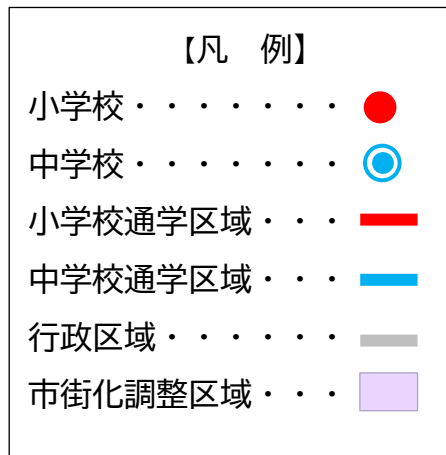 【凡　例】
小学校・・・・・・・
中学校・・・・・・・
小学校通学区域・・・
中学校通学区域・・・
行政区域・・・・・・
市街化調整区域・・・